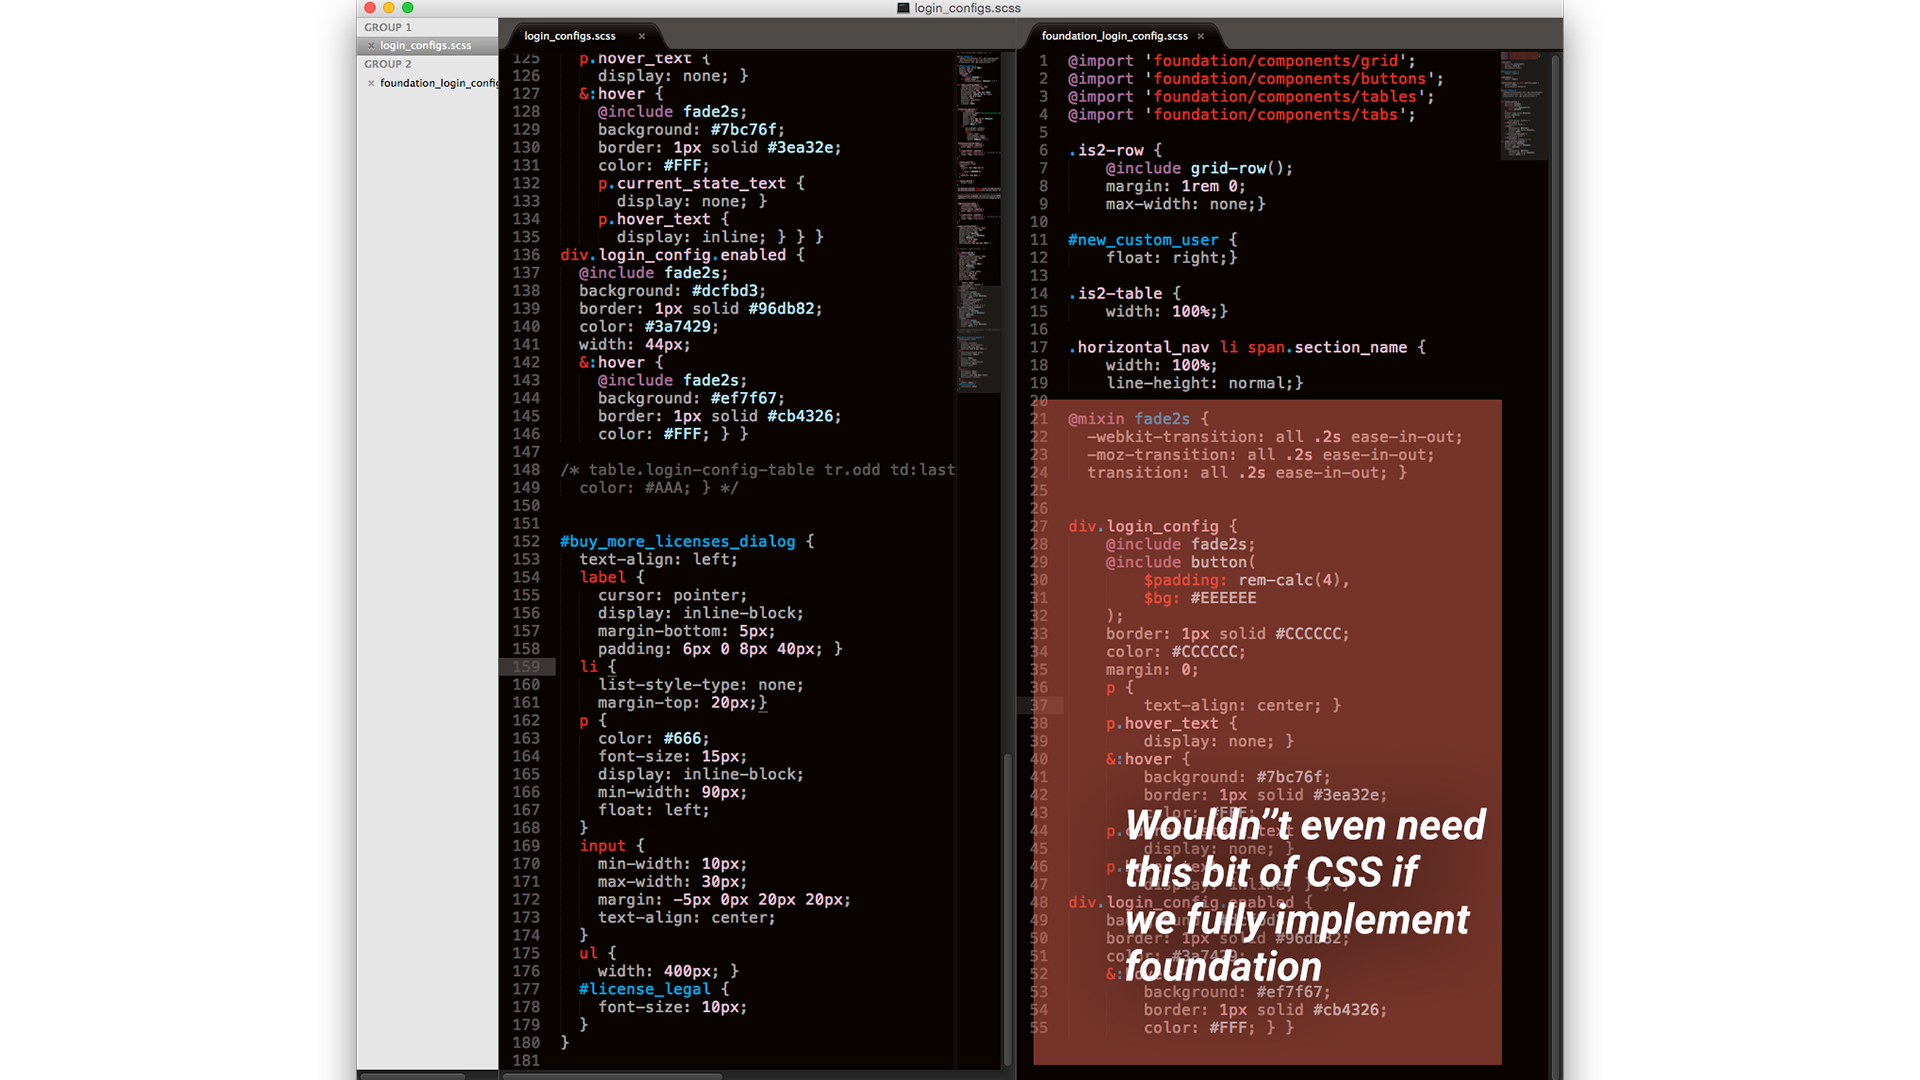 login_configs.scss
GROUP 1
login_configs.scss
GROUP 2
foundation_login_config
login_configs.scss
125 p.hover_text {
126 display: none; }
127 &:hover {
128 @include fade2s;
129 background: #7bc76f;
130 border: 1px solid #3ea32e;
131 color: #FFF;
132 p.current_state_text {
133 display: none; }
134 p.hover_text {
135 display: inline; } } }
136 div.login_config.enabled {
137 @include fade2s;
138 background: #dcfbd3;
139 border: 1px solid #96db82;
140 color: #3a7429;
141 width: 44px;
142 &:hover {
143 @include fade2s;
144 background: #ef7f67;
145 border: 1px solid #cb4326;
146 color: #FFF; } }
147
148 /* table.login-config-table tr.odd td:last
149 color: #AAA; } */
150
151
152 #buy_more_licenses_dialog {
153 text-align: left;
154 label {
155 cursor: pointer;
156 display: inline-block;
157 margin-bottom: 5px;
158 padding: 6px 0 8px 40px; }
159 li {
160 list-style-type: none;
161 margin-top: 20px;}
162 p {
163 color: #666;
164 font-size: 15px;
165 display: inline-block;
166 min-width: 90px;
167 float: left;
168 }
169 input {
170 min-width: 10px;
171 max-width: 30px;
172 margin: -5px 0px 20px 20px;
173 text-align: center;
174 }
175 ul {
176 width: 400px; }
177 #license_legal {
178 font-size: 10px;
179 }
180 }
181
foundation_login_config.scss
1 @import 'foundation/components/grid';
2 @import 'foundation/components/buttons';
3 @import 'foundation/components/tables';
4 @import 'foundation/components/tabs';
5
6 .is2-row {
7 @include grid-row();
8 margin: 1rem 0;
9 max-width: none;}
10
11 #new_custom_user {
12 float: right;}
13
14 .is2-table {
15 width: 100%;}
16
17 .horizontal_nav li span.section_name {
18 width: 100%;
19 line-height: normal;}
20
21 @mixin fade2s {
22 -webkit-transition: all .2s ease-in-out;
23 -moz-transition: all .2s ease-in-out;
24 transition: all .2s ease-in-out; }
25
26
27 div.login_config {
28 @include fade2s;
29 @include button(
30 $padding: rem-calc(4),
31 $bg: #EEEEEE
32 );
33 border: 1px solid #CCCCCC;
34 color: #CCCCCC;
35 margin: 0;
36 p {
37 text-align: center; }
38 p.hover_text {
39 display: none; }
40 &:hover {
41 background: #7bc76f;
42 border: 1px solid #3ea32e;
43 color: #FFF;
44 p.current_state_text
45 display: none; }
46 p.
47 display: inline;
48 div.login_config.enabled {
49
50 border: 1px solid #96db82;
51 color: #3a7429;
52 &:hover
53 background: #ef7f67;
54 border: 1px solid #cb4326;
55 color: #FFF; } }
Wouldn”t even need
this bit of CSS if
we fully implement
foundation